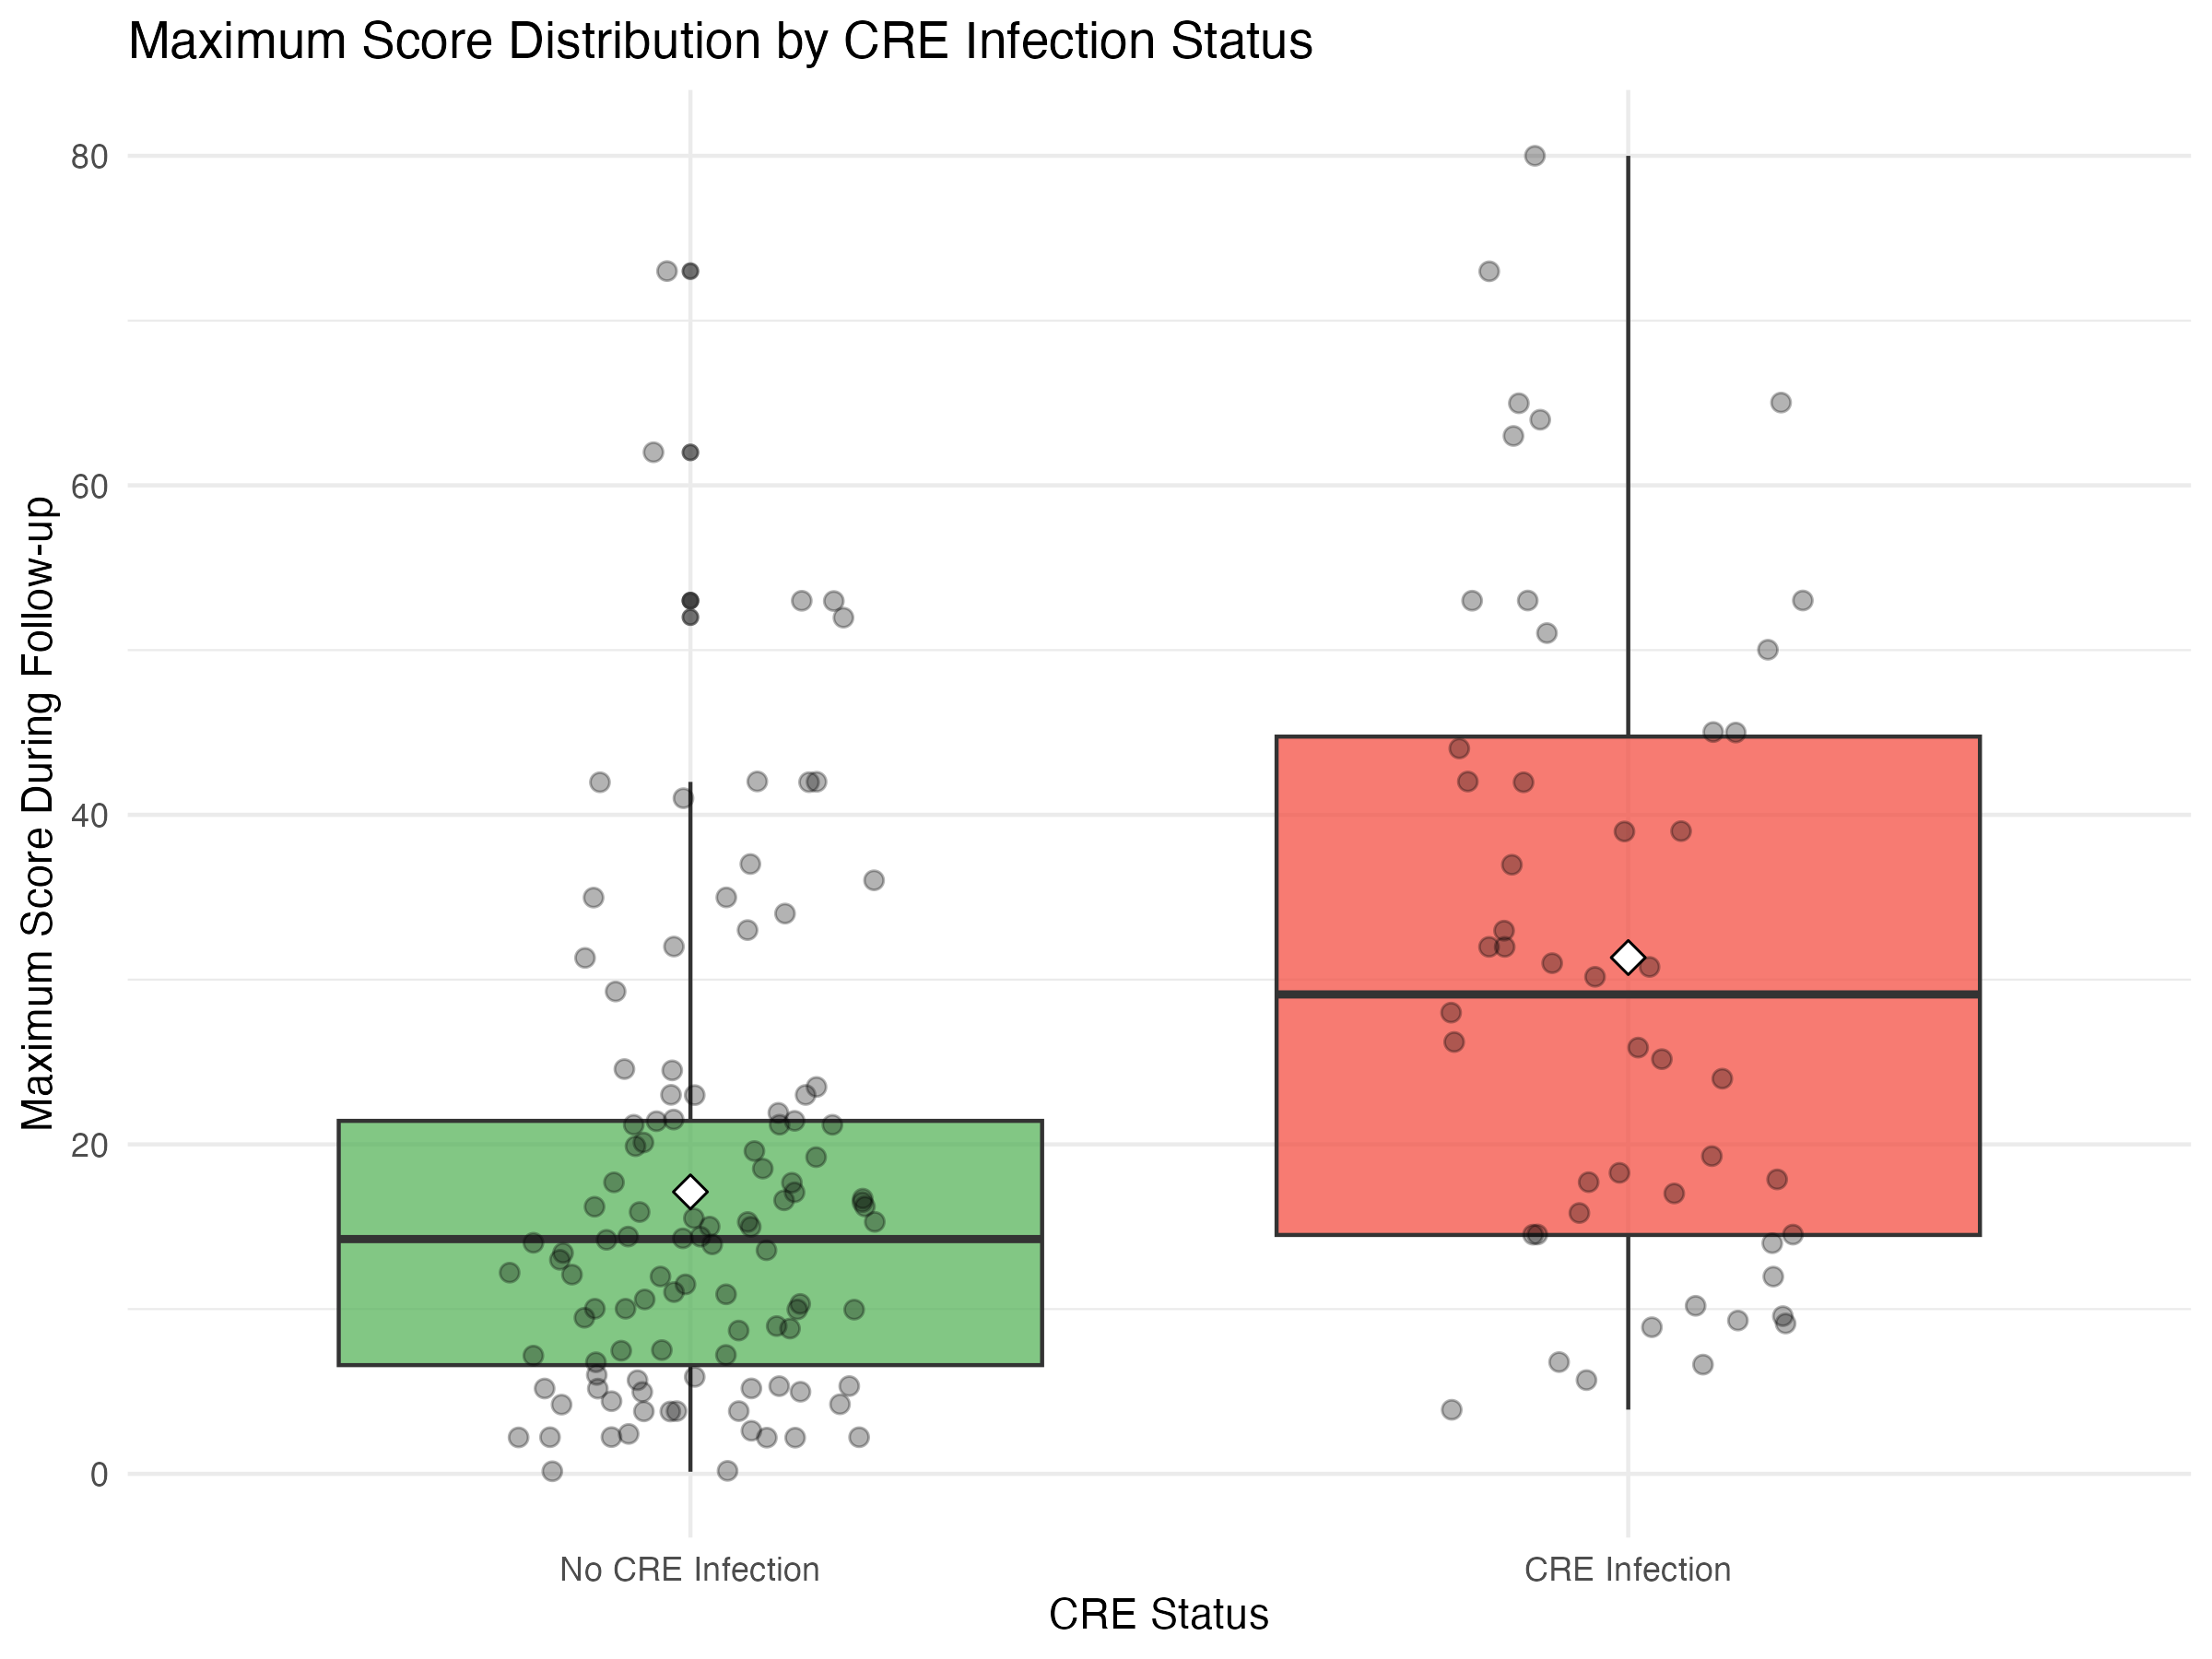 Maximum Score Distribution by CRE Infection Status
Maximum Score During Follow-up
80
60
40
20
0
No CRE Infection
CRE Infection
CRE Status